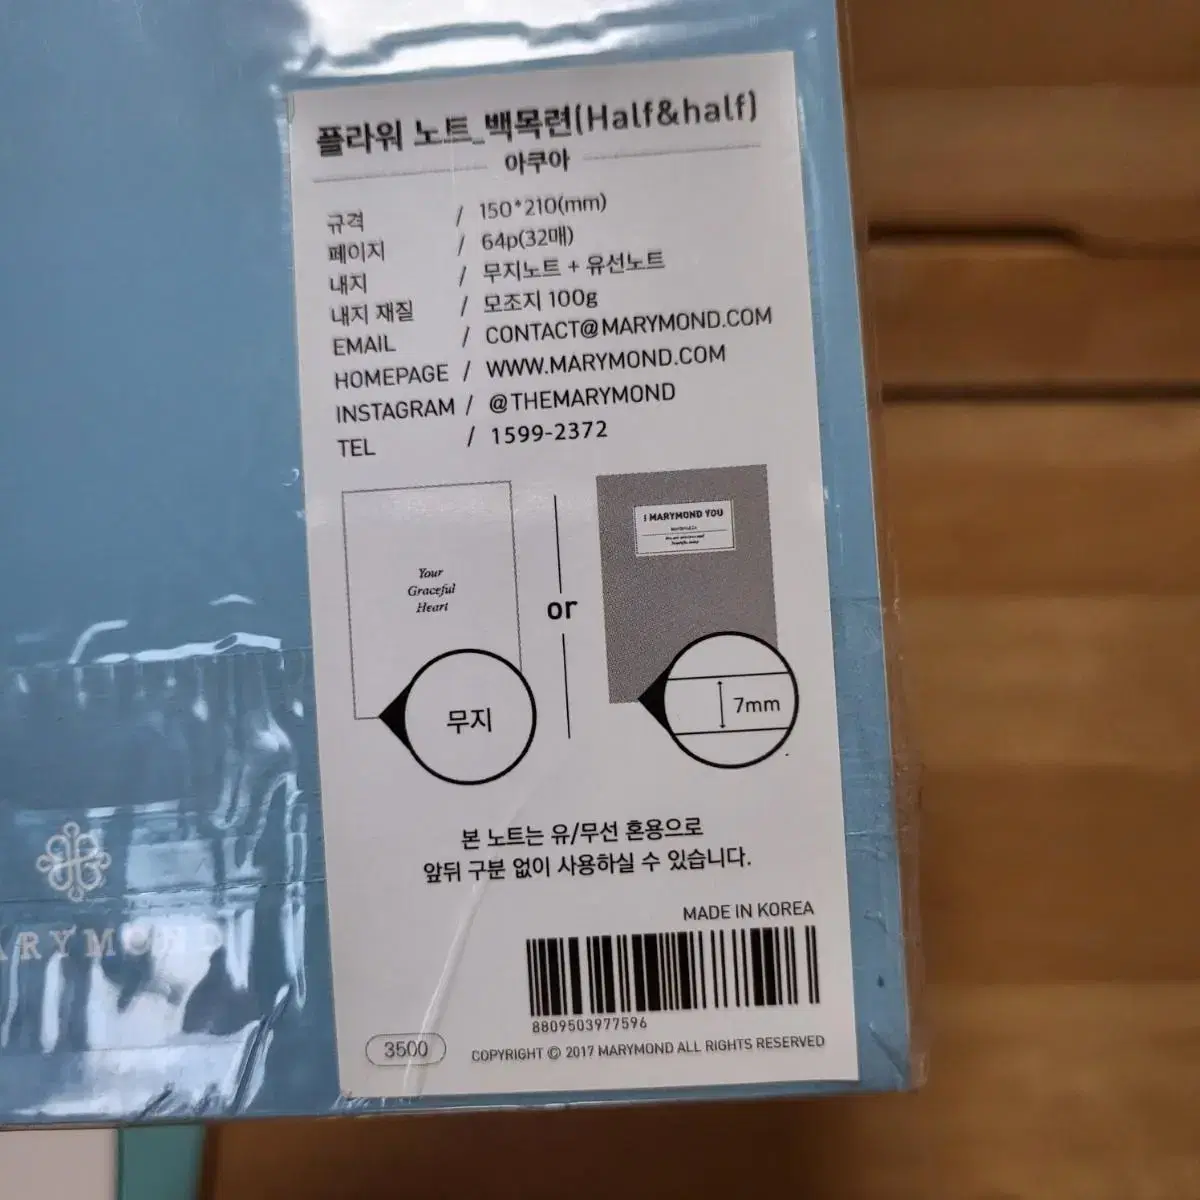 플라워 노트_백목련(Half&half)
아쿠아
규격 / 150*210(mm)
페이지 / 64p(32매)
내지 / 무지노트 + 유선노트
내지 재질 / 모조지 100g
EMAIL / CONTACT@MARYMOND.COM
HOMEPAGE / WWW.MARYMOND.COM
INSTAGRAM / @THEMARYMOND
TEL / 1599-2372
Your
Graceful
Heart
무지
or
I MARYMOND YOU
7mm
본 노트는 유/무선 혼용으로
앞뒤 구분 없이 사용하실 수 있습니다.
MADE IN KOREA
8809503977596
3500
COPYRIGHT © 2017 MARYMOND ALL RIGHTS RESERVED
ARYMOND